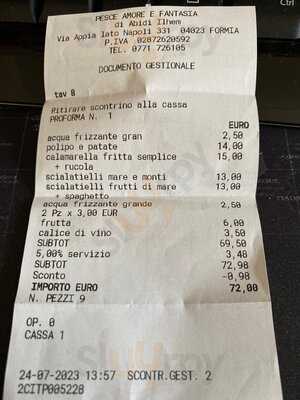 PESCE AMORE E FANTASIA
di Abidi Ilhem
Via Appia lato Napoli 331 04023 FORMIA
P.IVA 02872620592
TEL. 0771 726105
DOCUMENTO GESTIONALE
tav 8
Ritirare scontrino alla cassa
PROFORMA N. 1
EURO
acqua frizzante gran 2,50
polipo e patate 14,00
calamarella fritta semplice 15,00
+ rucola
scialatielli mare e monti 13,00
scialatielli frutti di mare 13,00
+ spaghetto
acqua frizzante grande 2,50
2 Pz x 3,00 EUR
frutta 6,00
calice di vino 3,50
SUBTOT 69,50
5,00% servizio 3,48
SUBTOT 72,98
Sconto -0,98
IMPORTO EURO 72,00
N. PEZZI 9
OP. 0
CASSA 1
24-07-2023 13:57 SCONTR.GEST. 2
2CITP005228
Sluurpy
Sluurpy